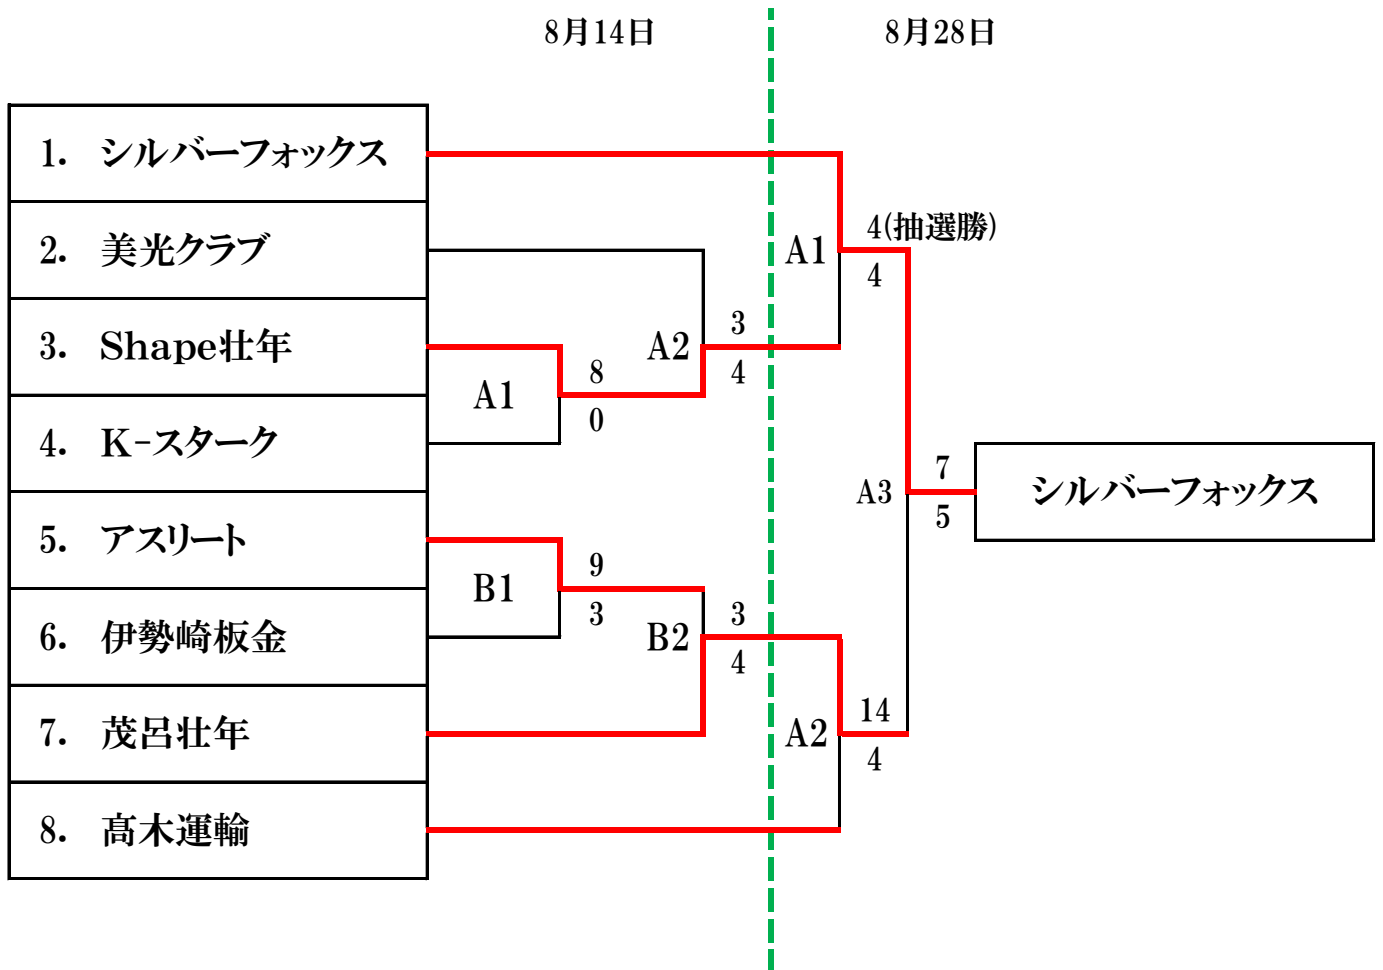 8月14日
8月28日
1. シルバーフォックス
2. 美光クラブ
3. Shape壮年
4. K-スターク
5. アスリート
6. 伊勢崎板金
7. 茂呂壮年
8. 髙木運輸
A1
8
0
A2
3
4
B1
9
3
B2
3
4
A1
4(抽選勝)
4
A2
14
4
A3
7
5
シルバーフォックス